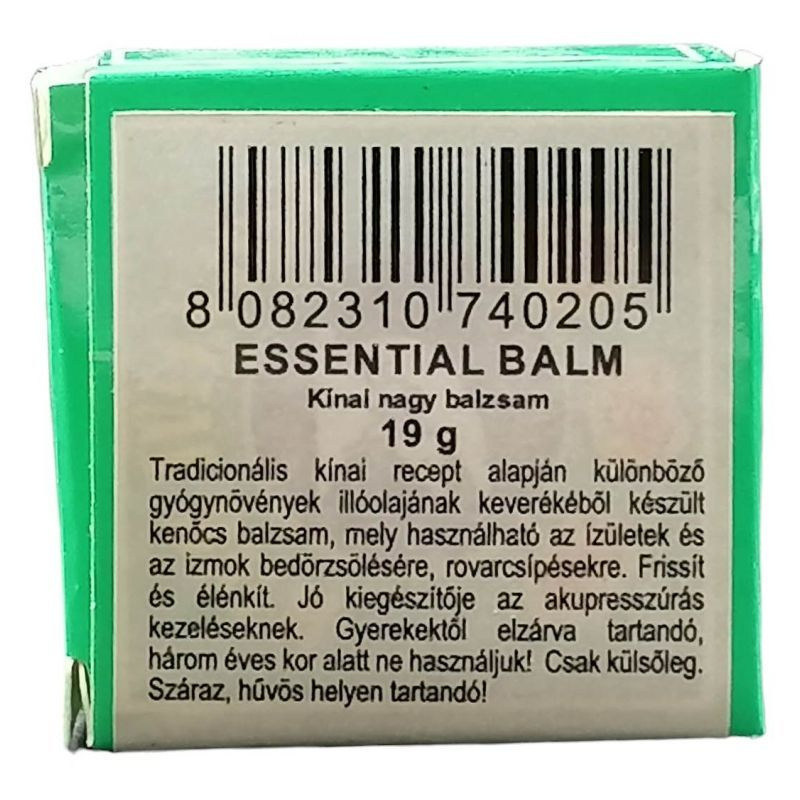 8 082310 740205
ESSENTIAL BALM
Kínai nagy balzsam
19 g
Tradicionális kínai recept alapján különböző
gyógynövények illóolajának keverékéből készült
kenőcs balzsam, mely használható az ízületek és
az izmok bedörzsölésére, rovarcsípésekre. Frissít
és élénkít. Jó kiegészítője az akupresszúrás
kezeléseknek. Gyerekektől elzárva tartandó,
három éves kor alatt ne használjuk! Csak külsőleg.
Száraz, hűvös helyen tartandó!